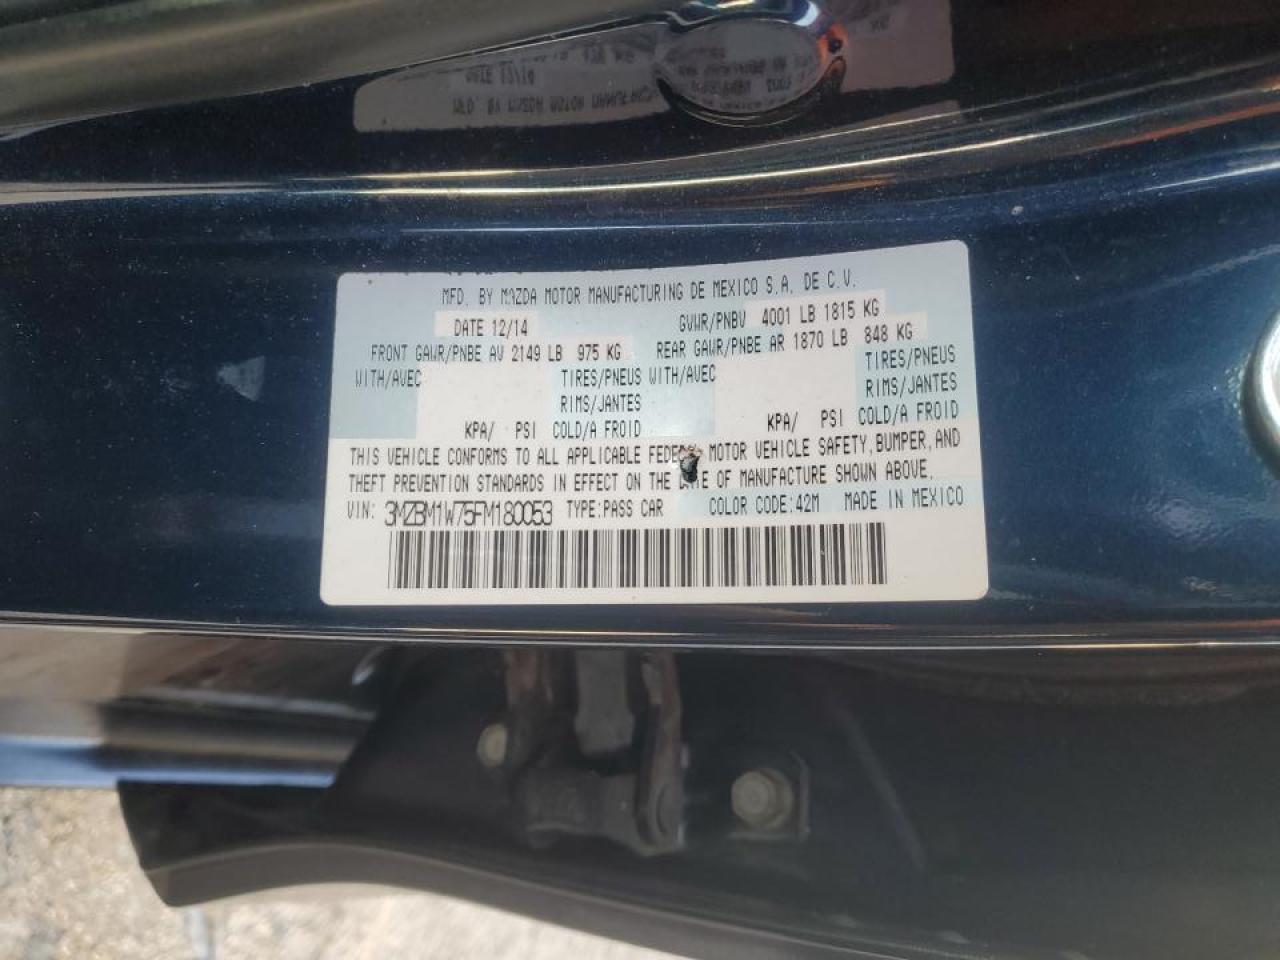 MFD. BY MAZDA MOTOR MANUFACTURING DE MEXICO S.A. DE C.V.
DATE 12/14 GVWR/PNBV 4001 LB 1815 KG
FRONT GAWR/PNBE AV 2149 LB 975 KG REAR GAWR/PNBE AR 1870 LB 848 KG
WITH/AVEC TIRES/PNEUS WITH/AVEC TIRES/PNEUS
RIMS/JANTES RIMS/JANTES
KPA/ PSI COLD/A FROID KPA/ PSI COLD/A FROID
THIS VEHICLE CONFORMS TO ALL APPLICABLE FEDERAL MOTOR VEHICLE SAFETY, BUMPER, AND
THEFT PREVENTION STANDARDS IN EFFECT ON THE DATE OF MANUFACTURE SHOWN ABOVE.
VIN: 3MZBM1W75FM180053 TYPE: PASS CAR COLOR CODE: 42M MADE IN MEXICO